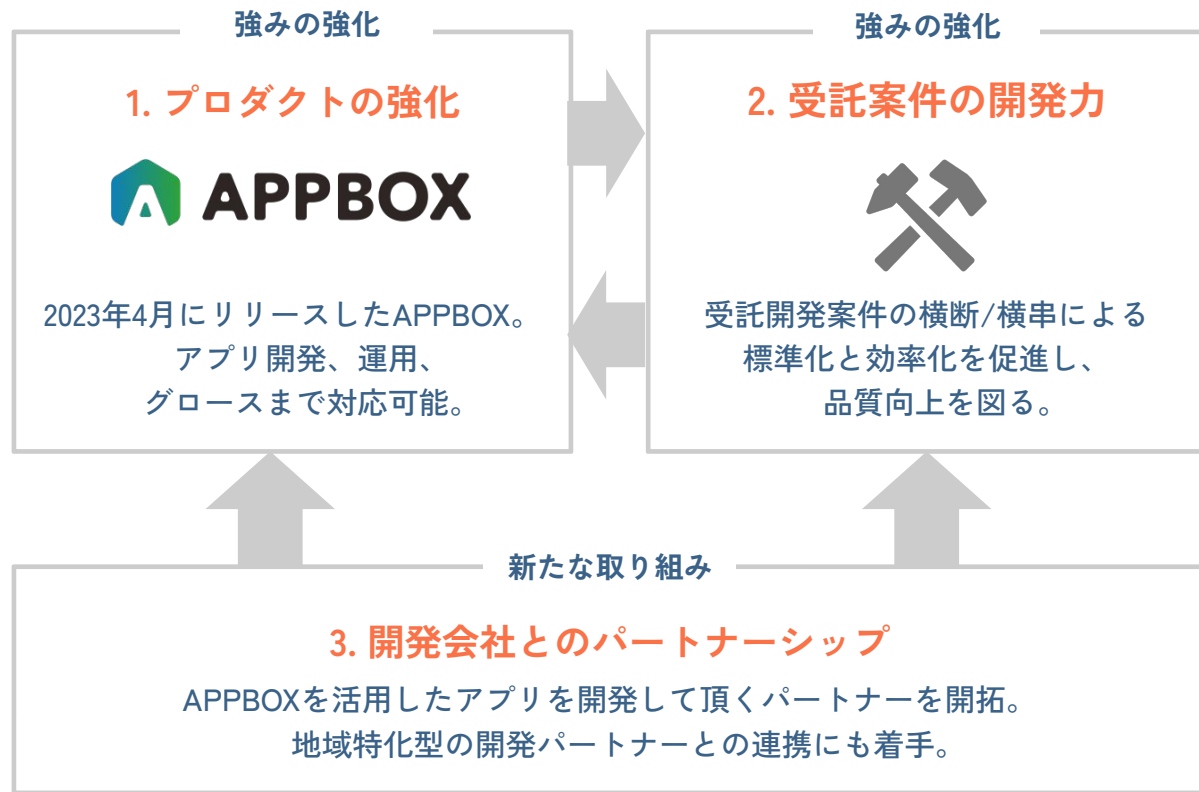 強みの強化
1. プロダクトの強化
APPBOX
2023年4月にリリースしたAPPBOX。
アプリ開発、運用、
グロースまで対応可能。
強みの強化
2. 受託案件の開発力
受託開発案件の横断/横串による
標準化と効率化を促進し、
品質向上を図る。
新たな取り組み
3. 開発会社とのパートナーシップ
APPBOXを活用したアプリを開発して頂くパートナーを開拓。
地域特化型の開発パートナーとの連携にも着手。